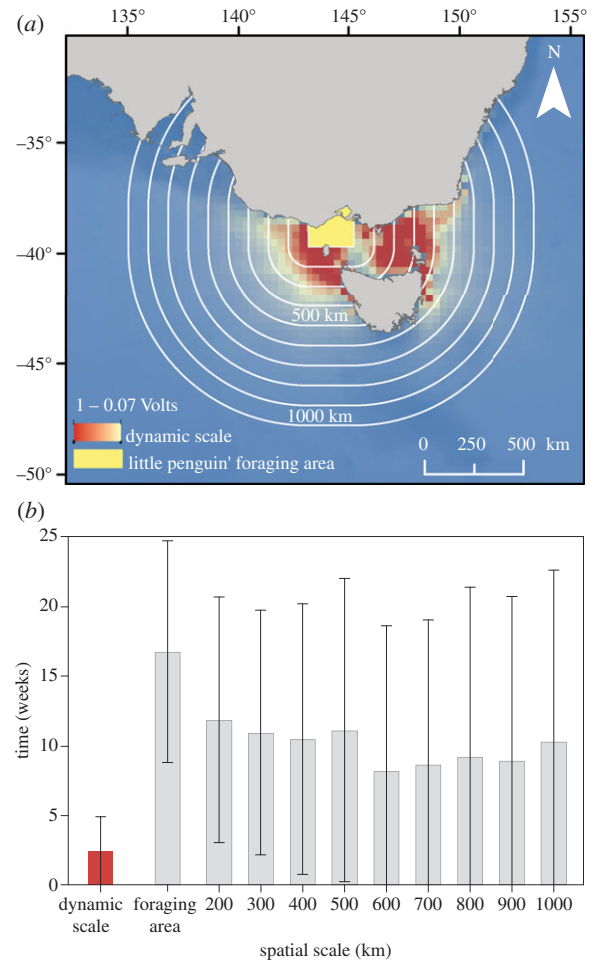 (a)
135° 140° 145° 150° 155°
N
–35°
–40°
–45°
–50°
500 km
1000 km
1 – 0.07 Volts
dynamic scale
little penguin' foraging area
0 250 500 km
(b)
25
20
15
10
5
0
time (weeks)
dynamic scale
foraging area
200 300 400 500 600 700 800 900 1000
spatial scale (km)